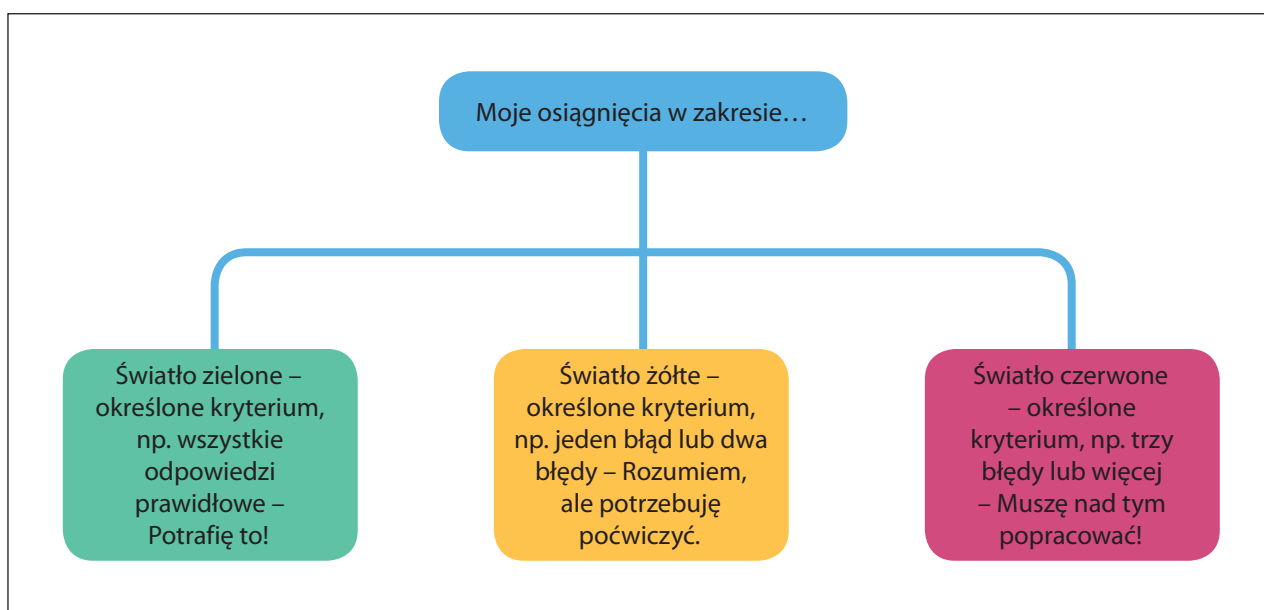 Moje osiągnięcia w zakresie…
Światło zielone –
określone kryterium,
np. wszystkie
odpowiedzi
prawidłowe –
Potrafię to!
Światło żółte –
określone kryterium,
np. jeden błąd lub dwa
błędy – Rozumiem,
ale potrzebuję
poćwiczyć.
Światło czerwone
– określone
kryterium, np. trzy
błędy lub więcej
– Muszę nad tym
popracować!